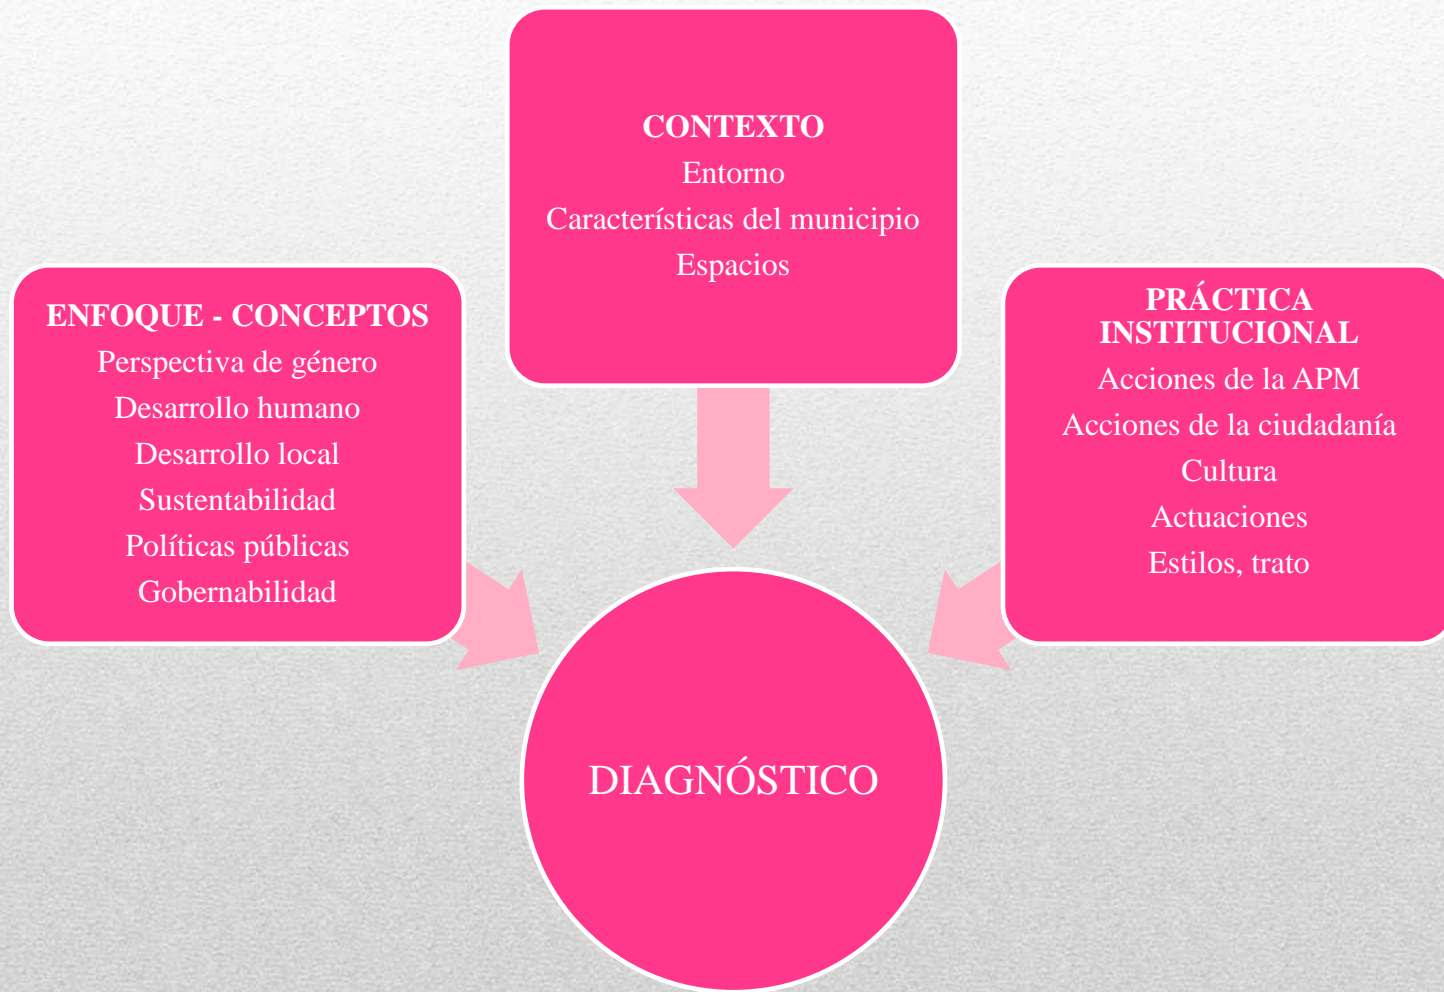 CONTEXTO
Entorno
Características del municipio
Espacios
ENFOQUE - CONCEPTOS
Perspectiva de género
Desarrollo humano
Desarrollo local
Sustentabilidad
Políticas públicas
Gobernabilidad
PRÁCTICA
INSTITUCIONAL
Acciones de la APM
Acciones de la ciudadanía
Cultura
Actuaciones
Estilos, trato
DIAGNÓSTICO